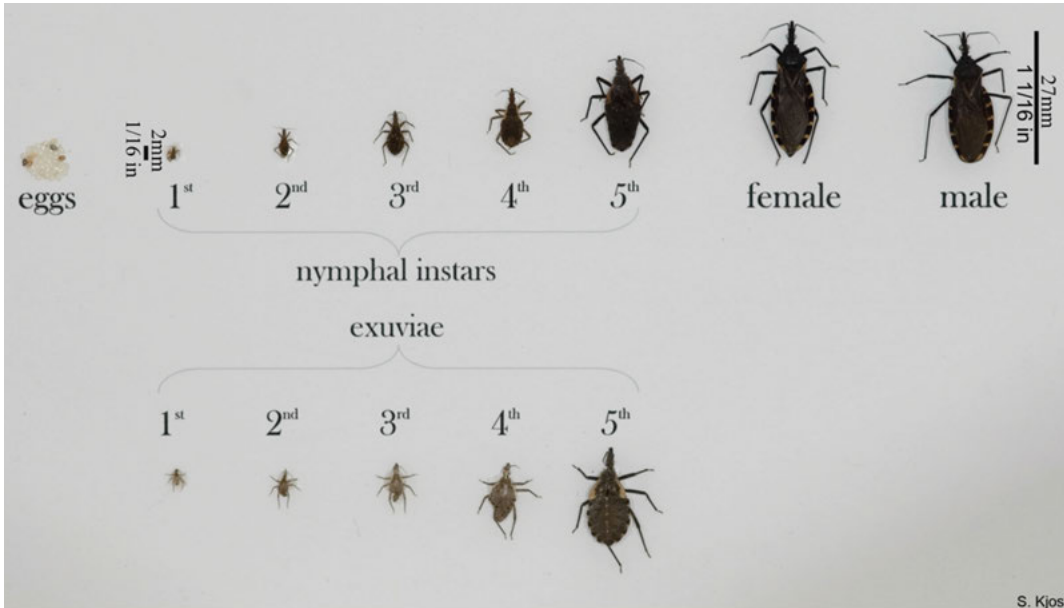 2mm
1/16 in
27mm
1 1/16 in
eggs
1st
2nd
3rd
4th
5th
female
male
nymphal instars
exuviae
1st
2nd
3rd
4th
5th
S. Kjos